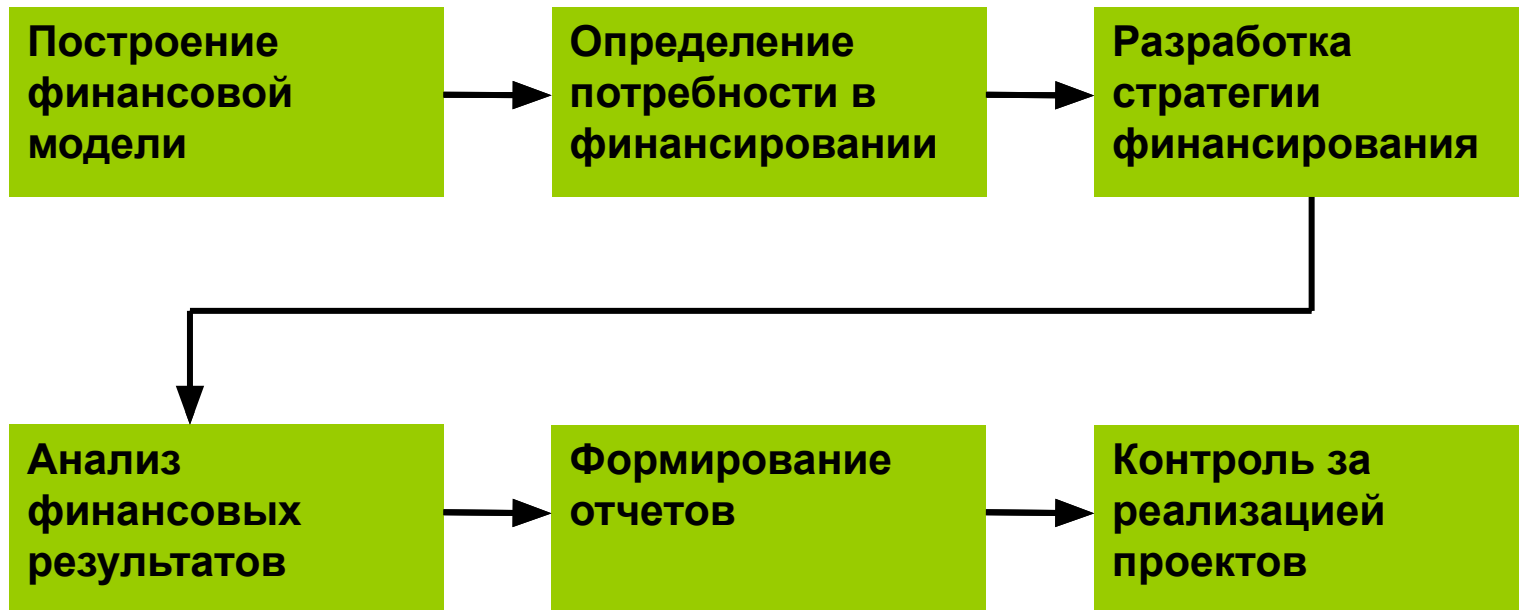 Построение
финансовой
модели
Определение
потребности в
финансировании
Разработка
стратегии
финансирования
Анализ
финансовых
результатов
Формирование
отчетов
Контроль за
реализацией
проектов